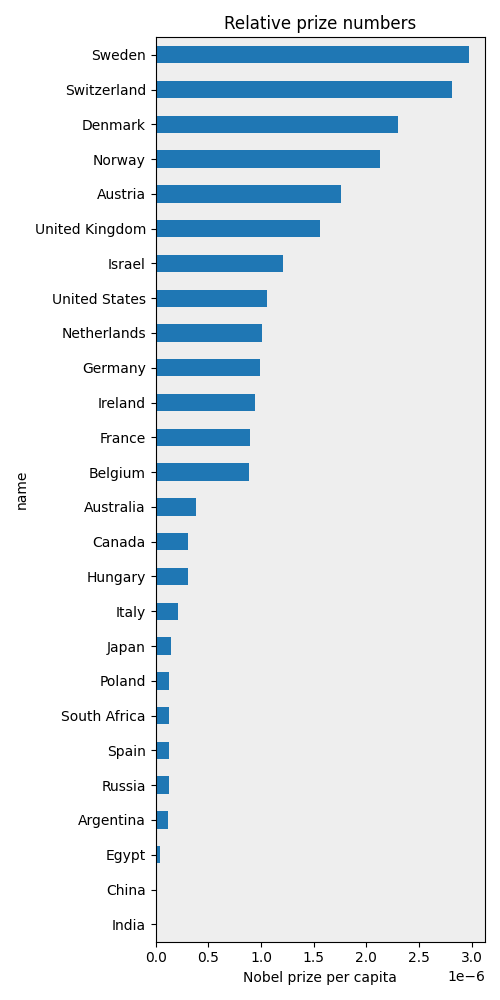 Relative prize numbers
Sweden
Switzerland
Denmark
Norway
Austria
United Kingdom
Israel
United States
Netherlands
Germany
Ireland
France
Belgium
Australia
Canada
Hungary
Italy
Japan
Poland
South Africa
Spain
Russia
Argentina
Egypt
China
India
name
0.0 0.5 1.0 1.5 2.0 2.5 3.0
Nobel prize per capita
1e−6